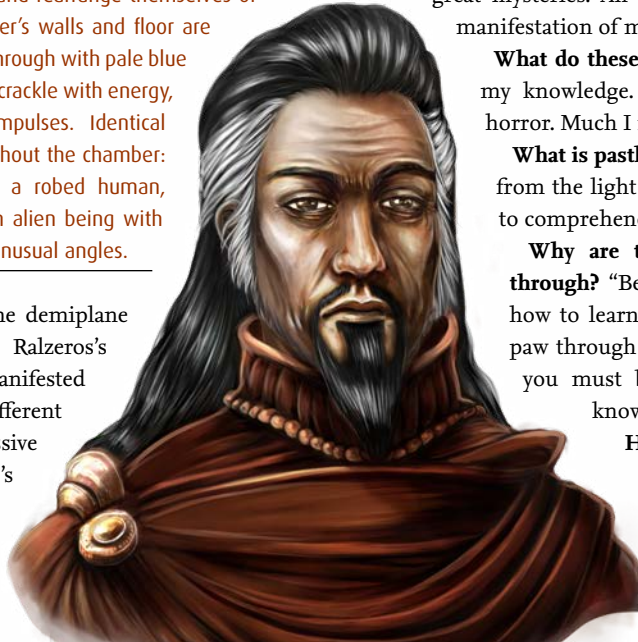 and rearrange themselves of
er's walls and floor are
hrough with pale blue
crackle with energy,
mpulses. Identical
hout the chamber:
a robed human,
alien being with
nusual angles.
he demiplane
Ralzeros's
anifested
fferent
ssive
's
great mysteries. All
manifestation of m
What do these
my knowledge.
horror. Much I
What is pastl
from the light
to comprehen
Why are t
through? “Be
how to learn
paw through
you must b
know
H